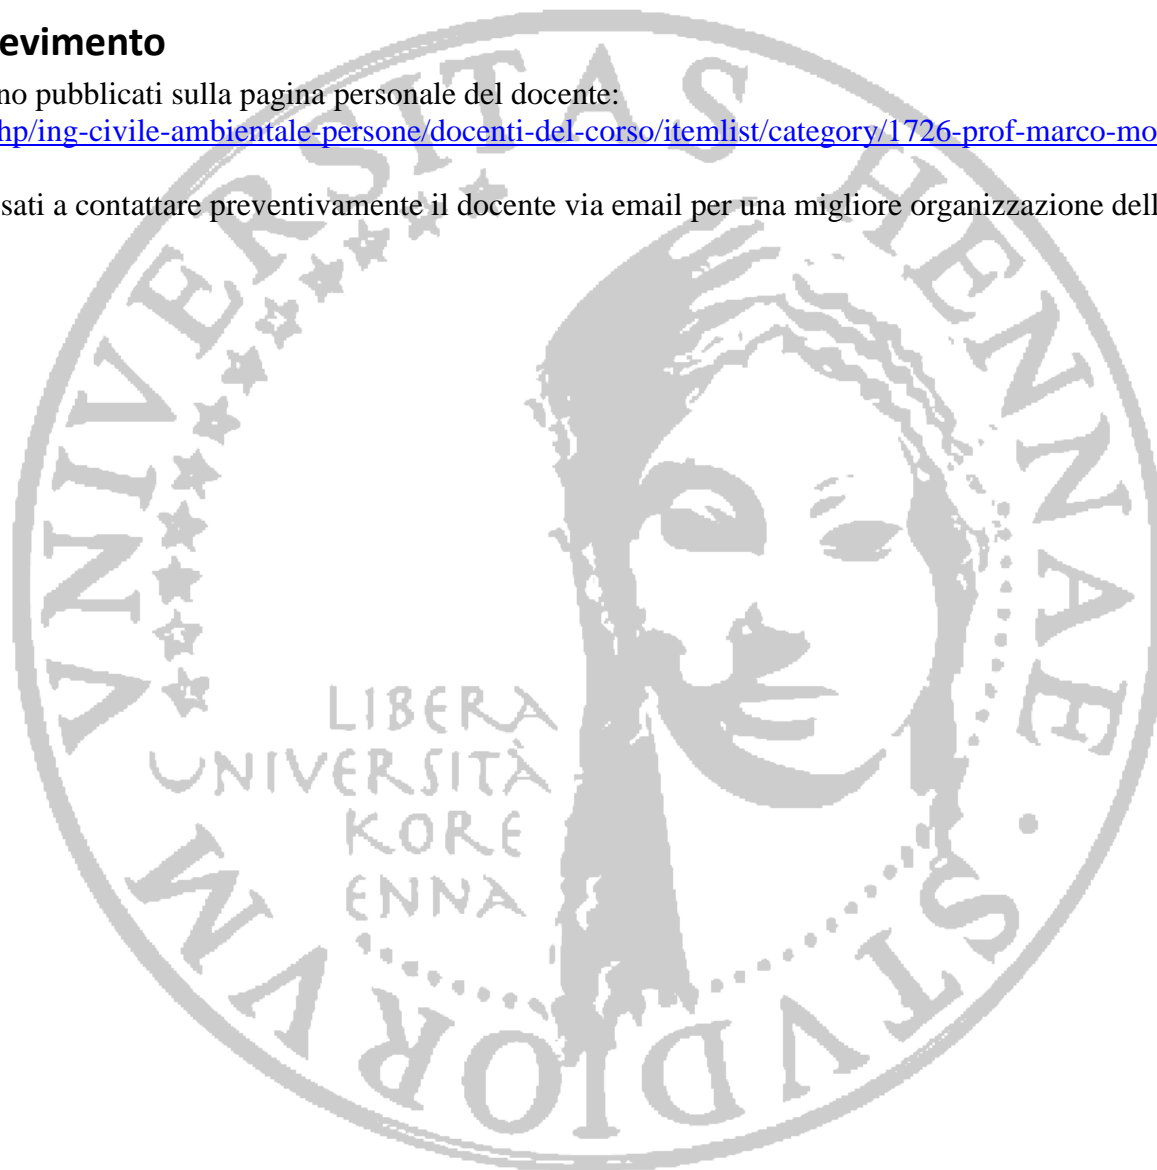 evimento
no pubblicati sulla pagina personale del docente:
hp/ing-civile-ambientale-persone/docenti-del-corso/itemlist/category/1726-prof-marco-mo
sati a contattare preventivamente il docente via email per una migliore organizzazione dell
VNIVERSITAS HENNAE · STVDIORVM
LIBERA
UNIVERSITÀ
KORE
ENNA